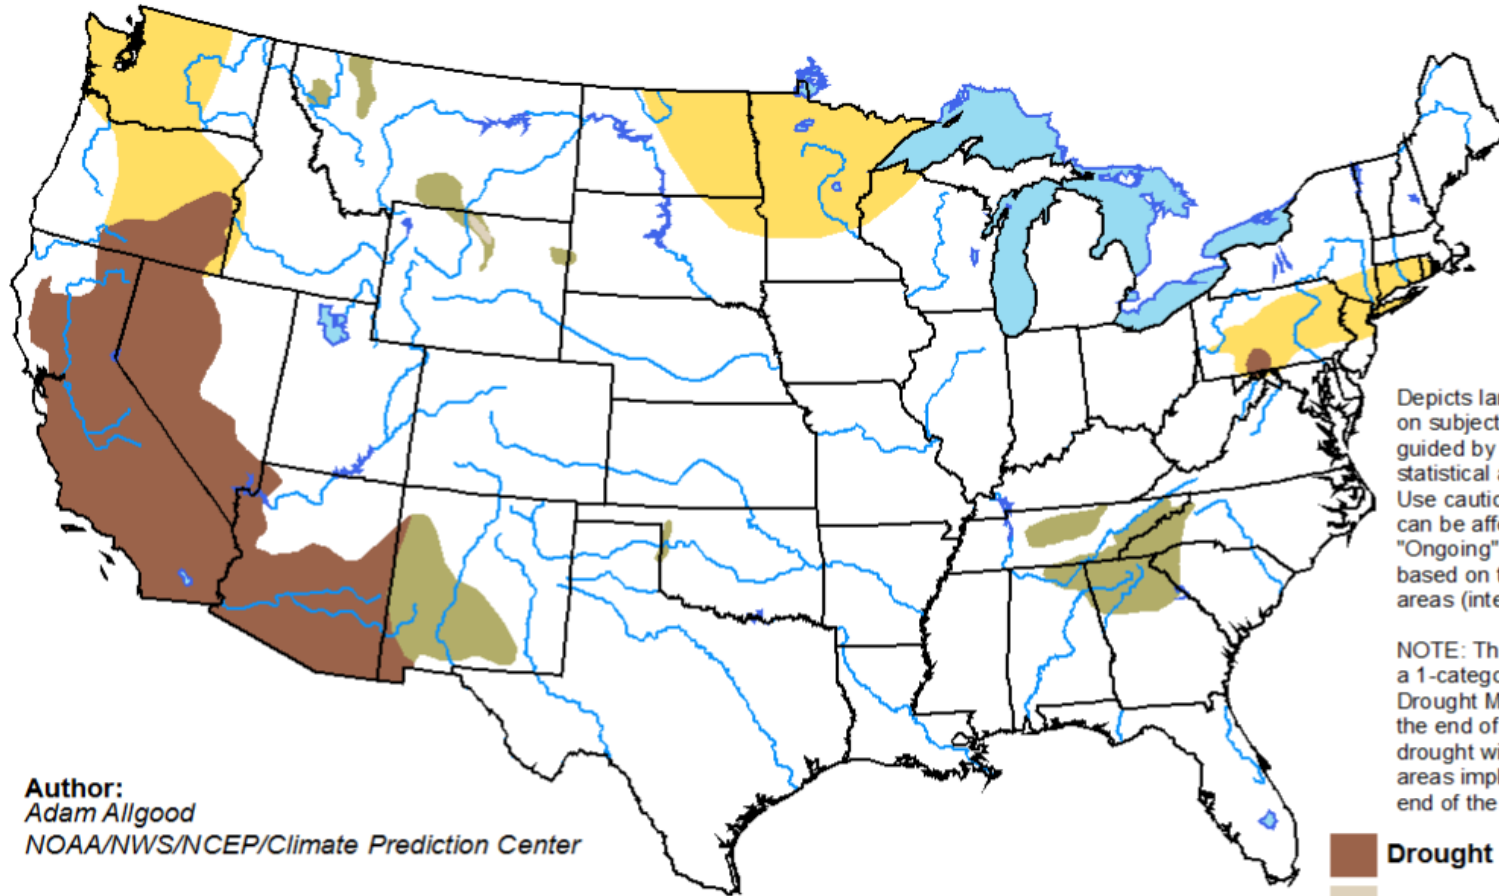 Depicts lar
on subject
guided by
statistical a
Use cautio
can be affe
"Ongoing"
based on t
areas (inte
NOTE: Th
a 1-catego
Drought M
the end of
drought wi
areas impl
end of the
Author:
Adam Allgood
NOAA/NWS/NCEP/Climate Prediction Center
Drought